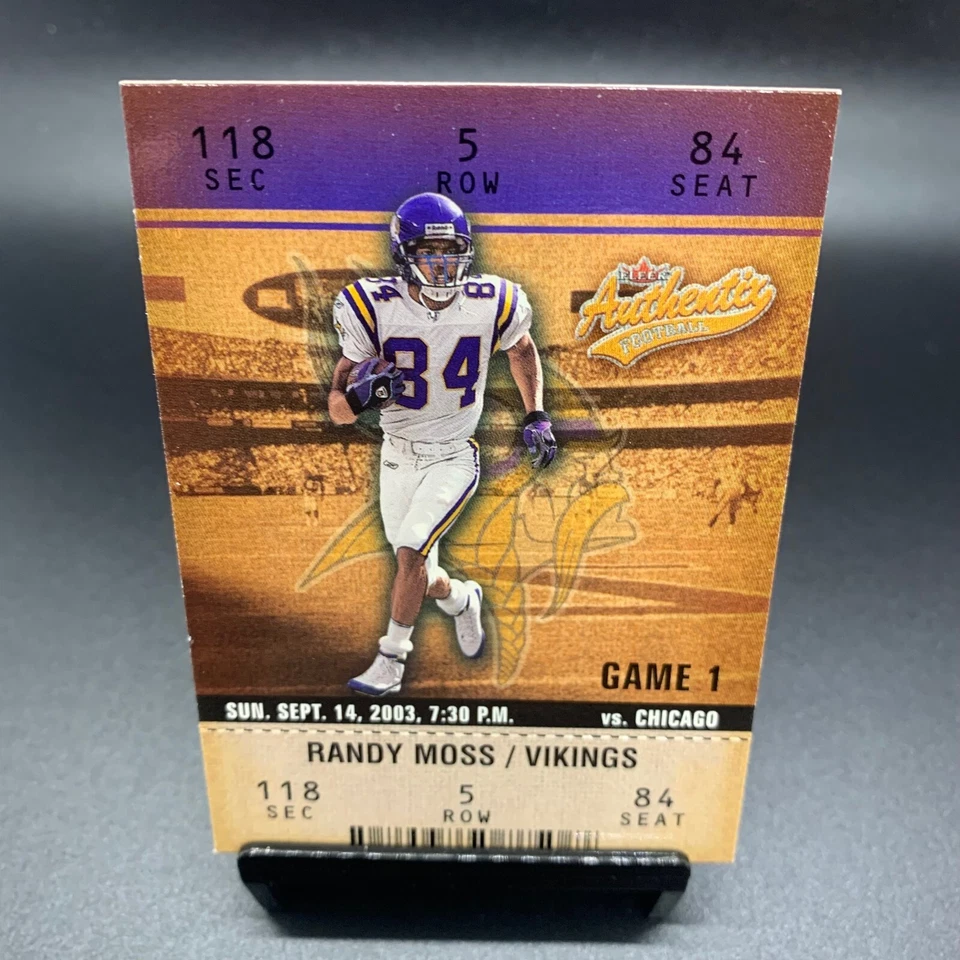 118 5 84
SEC ROW SEAT
Riddell
84 84
FLEER
Authentix
FOOTBALL
GAME 1
SUN. SEPT. 14, 2003, 7:30 P.M. vs. CHICAGO
RANDY MOSS / VIKINGS
118 5 84
SEC ROW SEAT